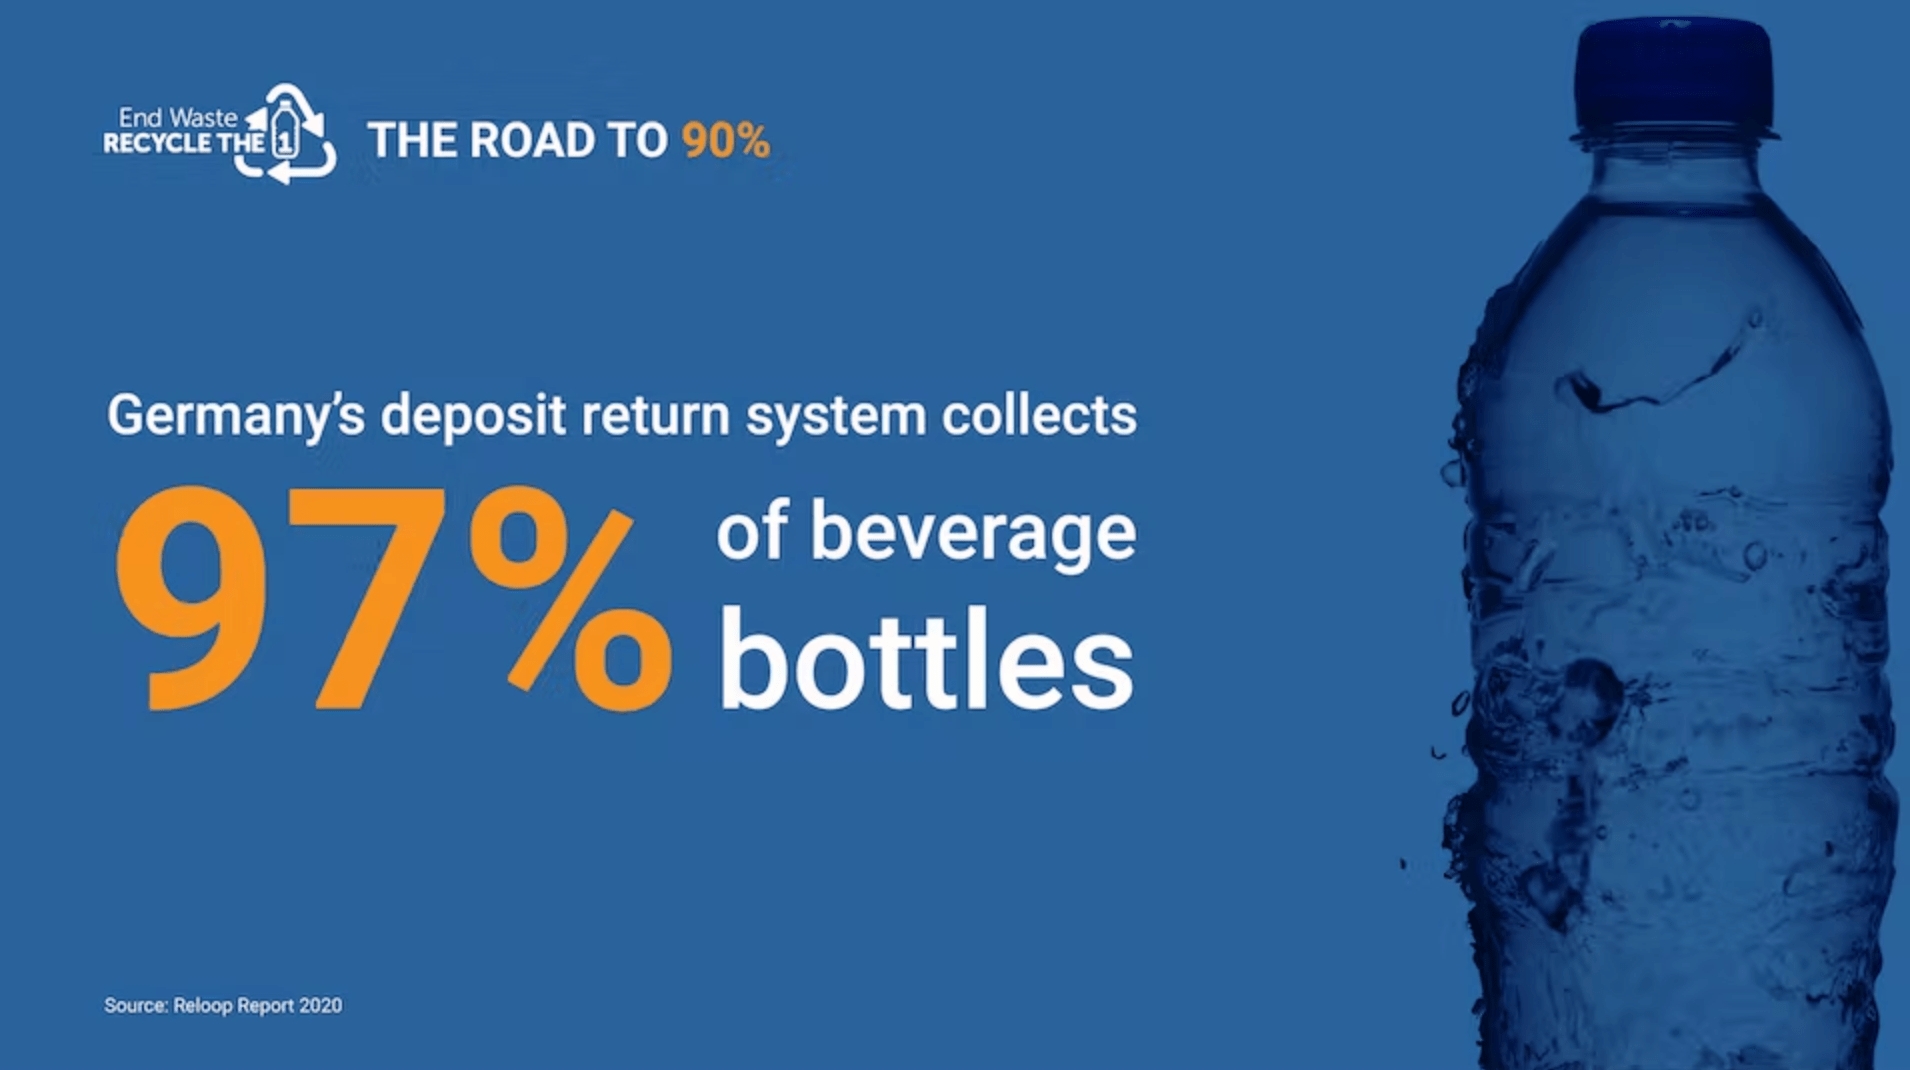 End Waste
RECYCLE THE 1
THE ROAD TO 90%
Germany’s deposit return system collects
97% of beverage
bottles
Source: Reloop Report 2020